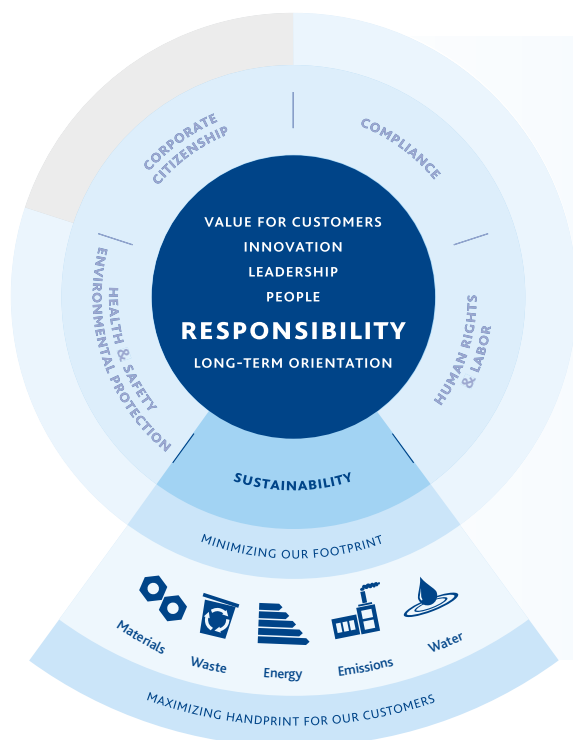 CORPORATE
CITIZENSHIP
COMPLIANCE
VALUE FOR CUSTOMERS
INNOVATION
LEADERSHIP
PEOPLE
RESPONSIBILITY
LONG-TERM ORIENTATION
HEALTH & SAFETY
ENVIRONMENTAL PROTECTION
HUMAN RIGHTS
& LABOR
SUSTAINABILITY
MINIMIZING OUR FOOTPRINT
Materials
Waste
Energy
Emissions
Water
MAXIMIZING HANDPRINT FOR OUR CUSTOMERS